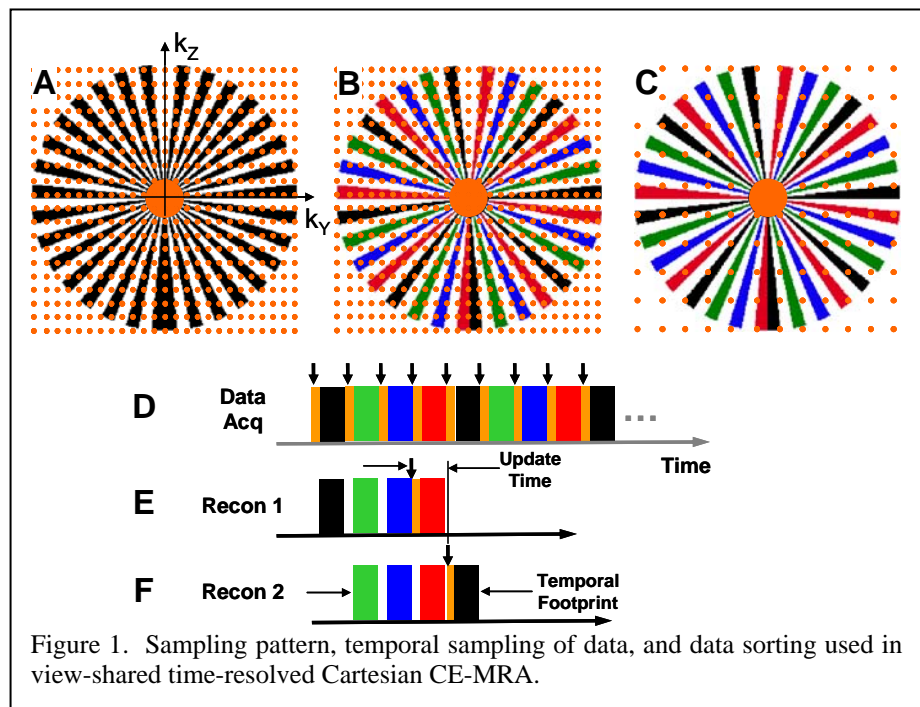 A
k_Z
k_Y
B
C
D
Data Acq
...
Time
Update Time
E
Recon 1
F
Recon 2
Temporal Footprint
Figure 1. Sampling pattern, temporal sampling of data, and data sorting used in
view-shared time-resolved Cartesian CE-MRA.